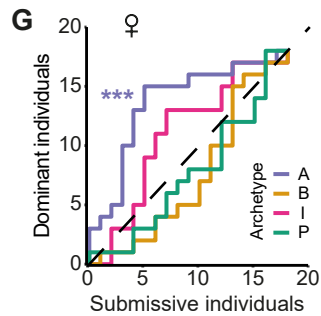 G ♀
20
15
10
5
0
***
Dominant individuals
Archetype
A
B
I
P
0 5 10 15 20
Submissive individuals